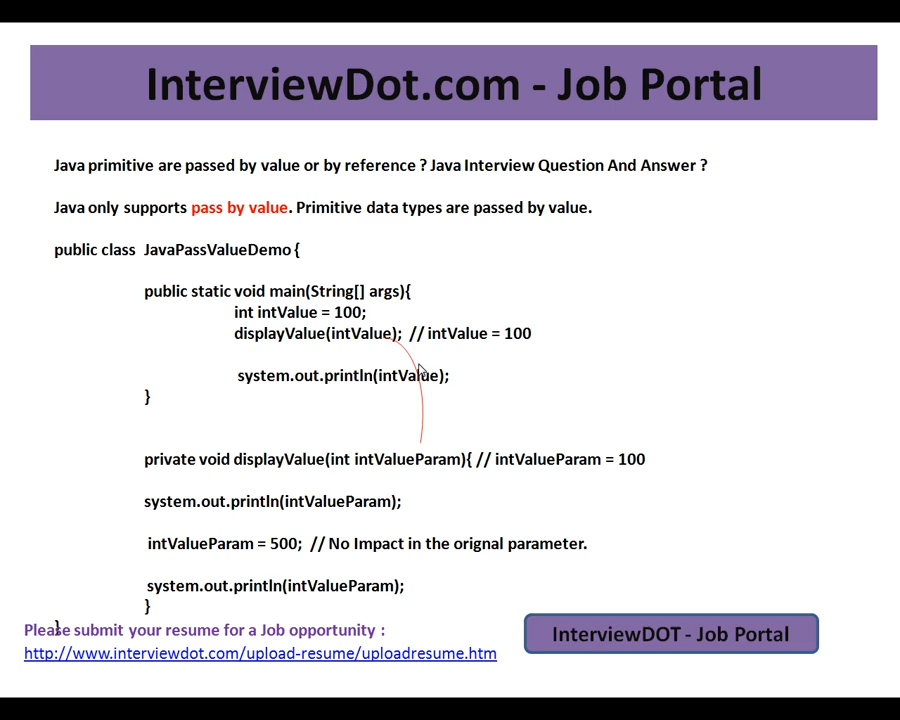 InterviewDot.com - Job Portal
Java primitive are passed by value or by reference ? Java Interview Question And Answer ?
Java only supports pass by value. Primitive data types are passed by value.
public class JavaPassValueDemo {
public static void main(String[] args){
int intValue = 100;
displayValue(intValue); // intValue = 100
system.out.println(intValue);
}
private void displayValue(int intValueParam){ // intValueParam = 100
system.out.println(intValueParam);
intValueParam = 500; // No Impact in the orignal parameter.
system.out.println(intValueParam);
}
}
Please submit your resume for a Job opportunity :
http://www.interviewdot.com/upload-resume/uploadresume.htm
InterviewDOT - Job Portal